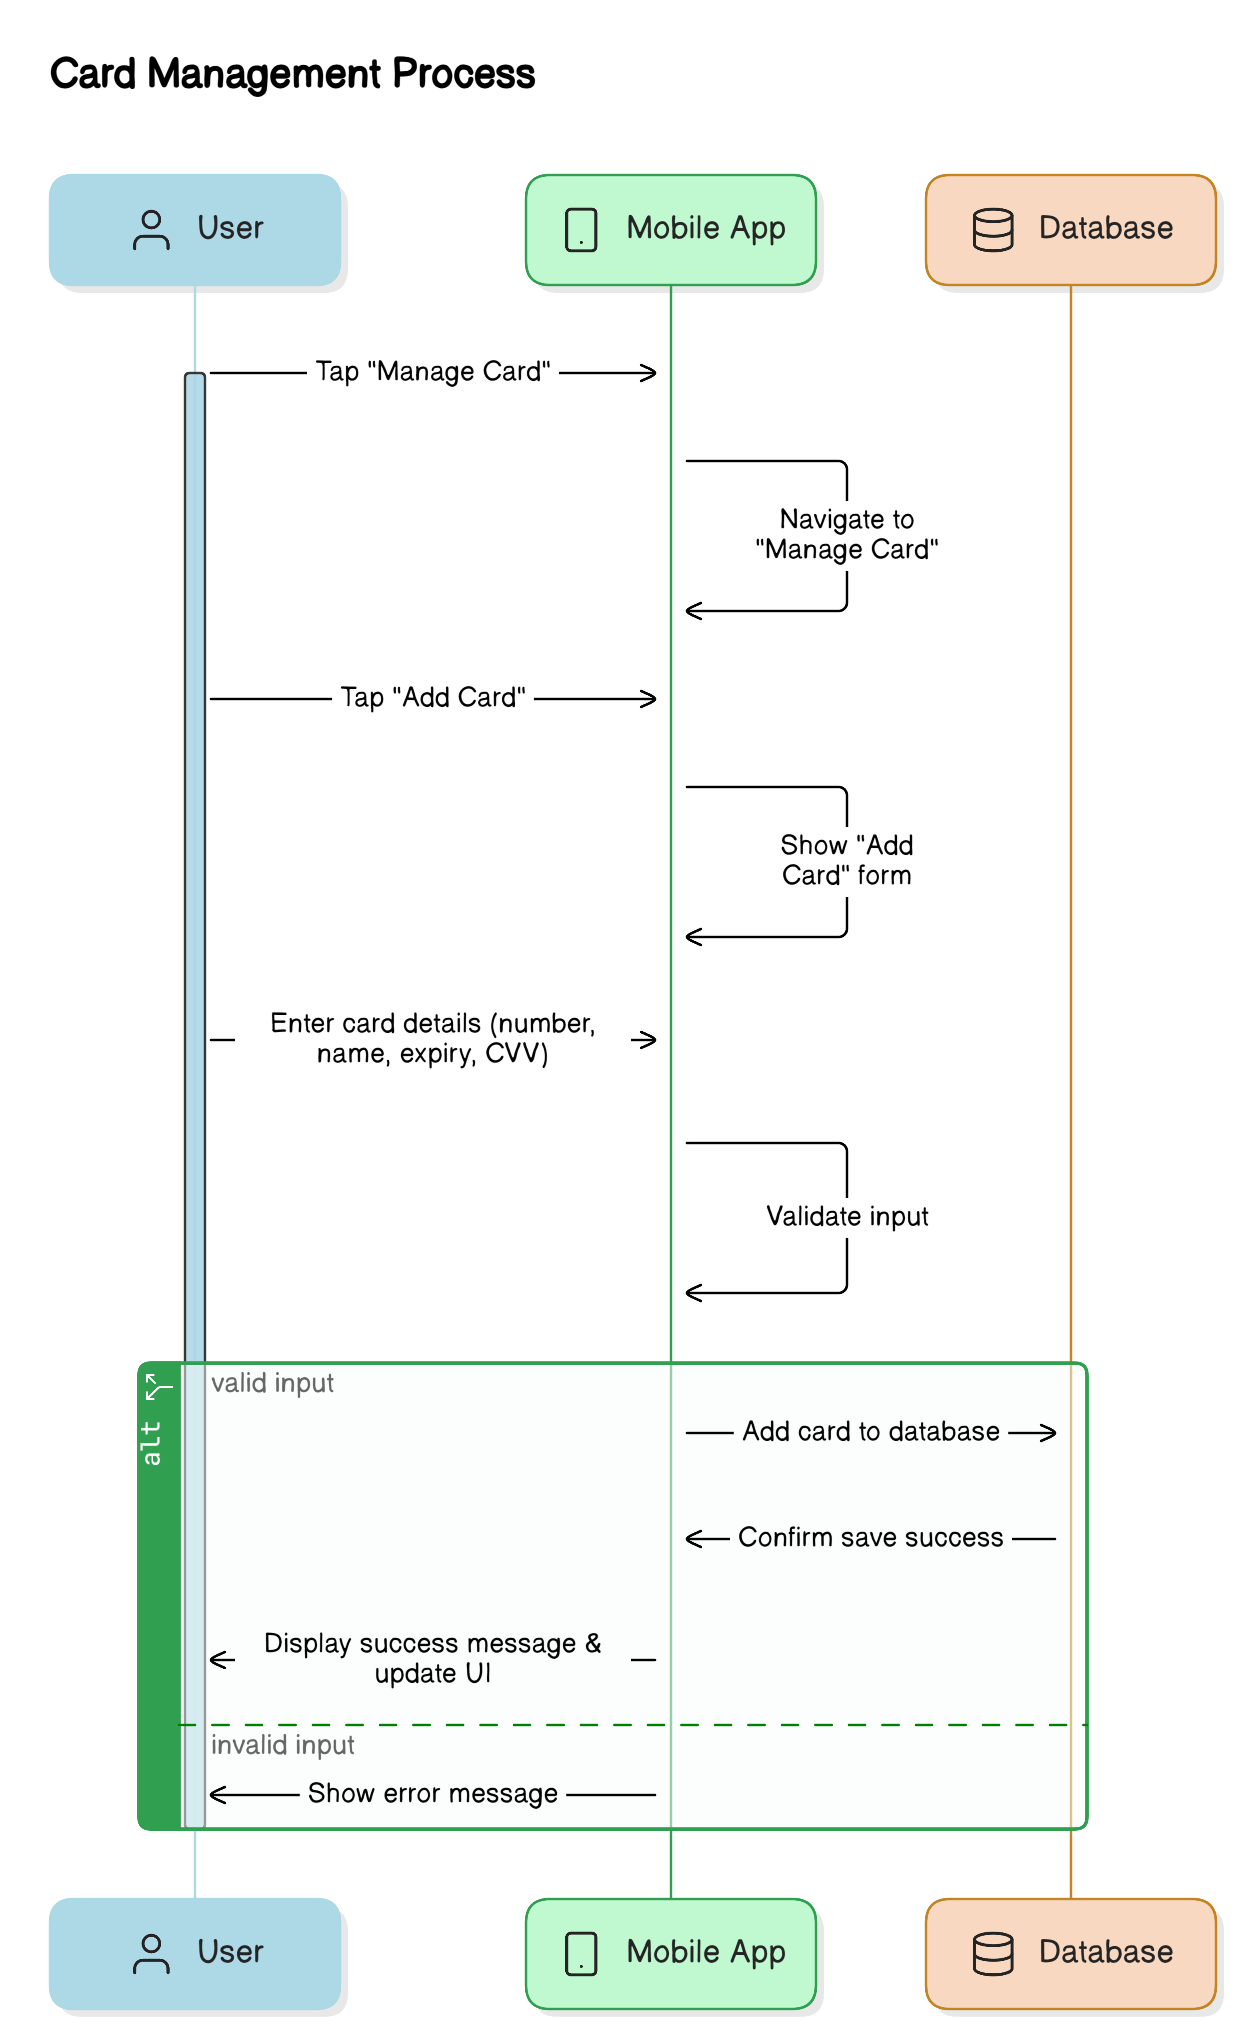 Card Management Process
User
Mobile App
Database
Tap "Manage Card"
Navigate to
"Manage Card"
Tap "Add Card"
Show "Add
Card" form
Enter card details (number,
name, expiry, CVV)
Validate input
alt
valid input
Add card to database
Confirm save success
Display success message &
update UI
invalid input
Show error message
User
Mobile App
Database